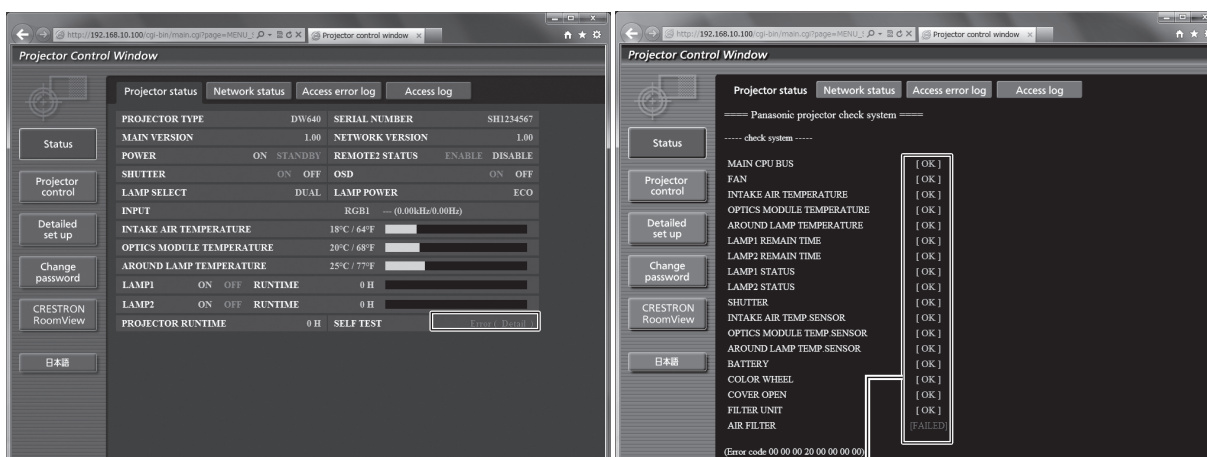 http://192.168.10.100/cgi-bin/main.cgi?page=MENU_S
Projector control window
Projector Control Window
Projector status
Network status
Access error log
Access log
Status
Projector control
Detailed set up
Change password
CRESTRON RoomView
日本語
PROJECTOR TYPE DW640 SERIAL NUMBER SH1234567
MAIN VERSION 1.00 NETWORK VERSION 1.00
POWER ON STANDBY REMOTE2 STATUS ENABLE DISABLE
SHUTTER ON OFF OSD ON OFF
LAMP SELECT DUAL LAMP POWER ECO
INPUT RGB1 --- (0.00kHz/0.00Hz)
INTAKE AIR TEMPERATURE 18°C / 64°F
OPTICS MODULE TEMPERATURE 20°C / 68°F
AROUND LAMP TEMPERATURE 25°C / 77°F
LAMP1 ON OFF RUNTIME 0 H
LAMP2 ON OFF RUNTIME 0 H
PROJECTOR RUNTIME 0 H SELF TEST Error ( Detail )
http://192.168.10.100/cgi-bin/main.cgi?page=MENU_S
Projector control window
Projector Control Window
Projector status
Network status
Access error log
Access log
Status
Projector control
Detailed set up
Change password
CRESTRON RoomView
日本語
==== Panasonic projector check system ====
----- check system -----
MAIN CPU BUS [ OK ]
FAN [ OK ]
INTAKE AIR TEMPERATURE [ OK ]
OPTICS MODULE TEMPERATURE [ OK ]
AROUND LAMP TEMPERATURE [ OK ]
LAMP1 REMAIN TIME [ OK ]
LAMP2 REMAIN TIME [ OK ]
LAMP1 STATUS [ OK ]
LAMP2 STATUS [ OK ]
SHUTTER [ OK ]
INTAKE AIR TEMP.SENSOR [ OK ]
OPTICS MODULE TEMP.SENSOR [ OK ]
AROUND LAMP TEMP.SENSOR [ OK ]
BATTERY [ OK ]
COLOR WHEEL [ OK ]
COVER OPEN [ OK ]
FILTER UNIT [ OK ]
AIR FILTER [FAILED]
(Error code 00 00 00 20 00 00 00 00)